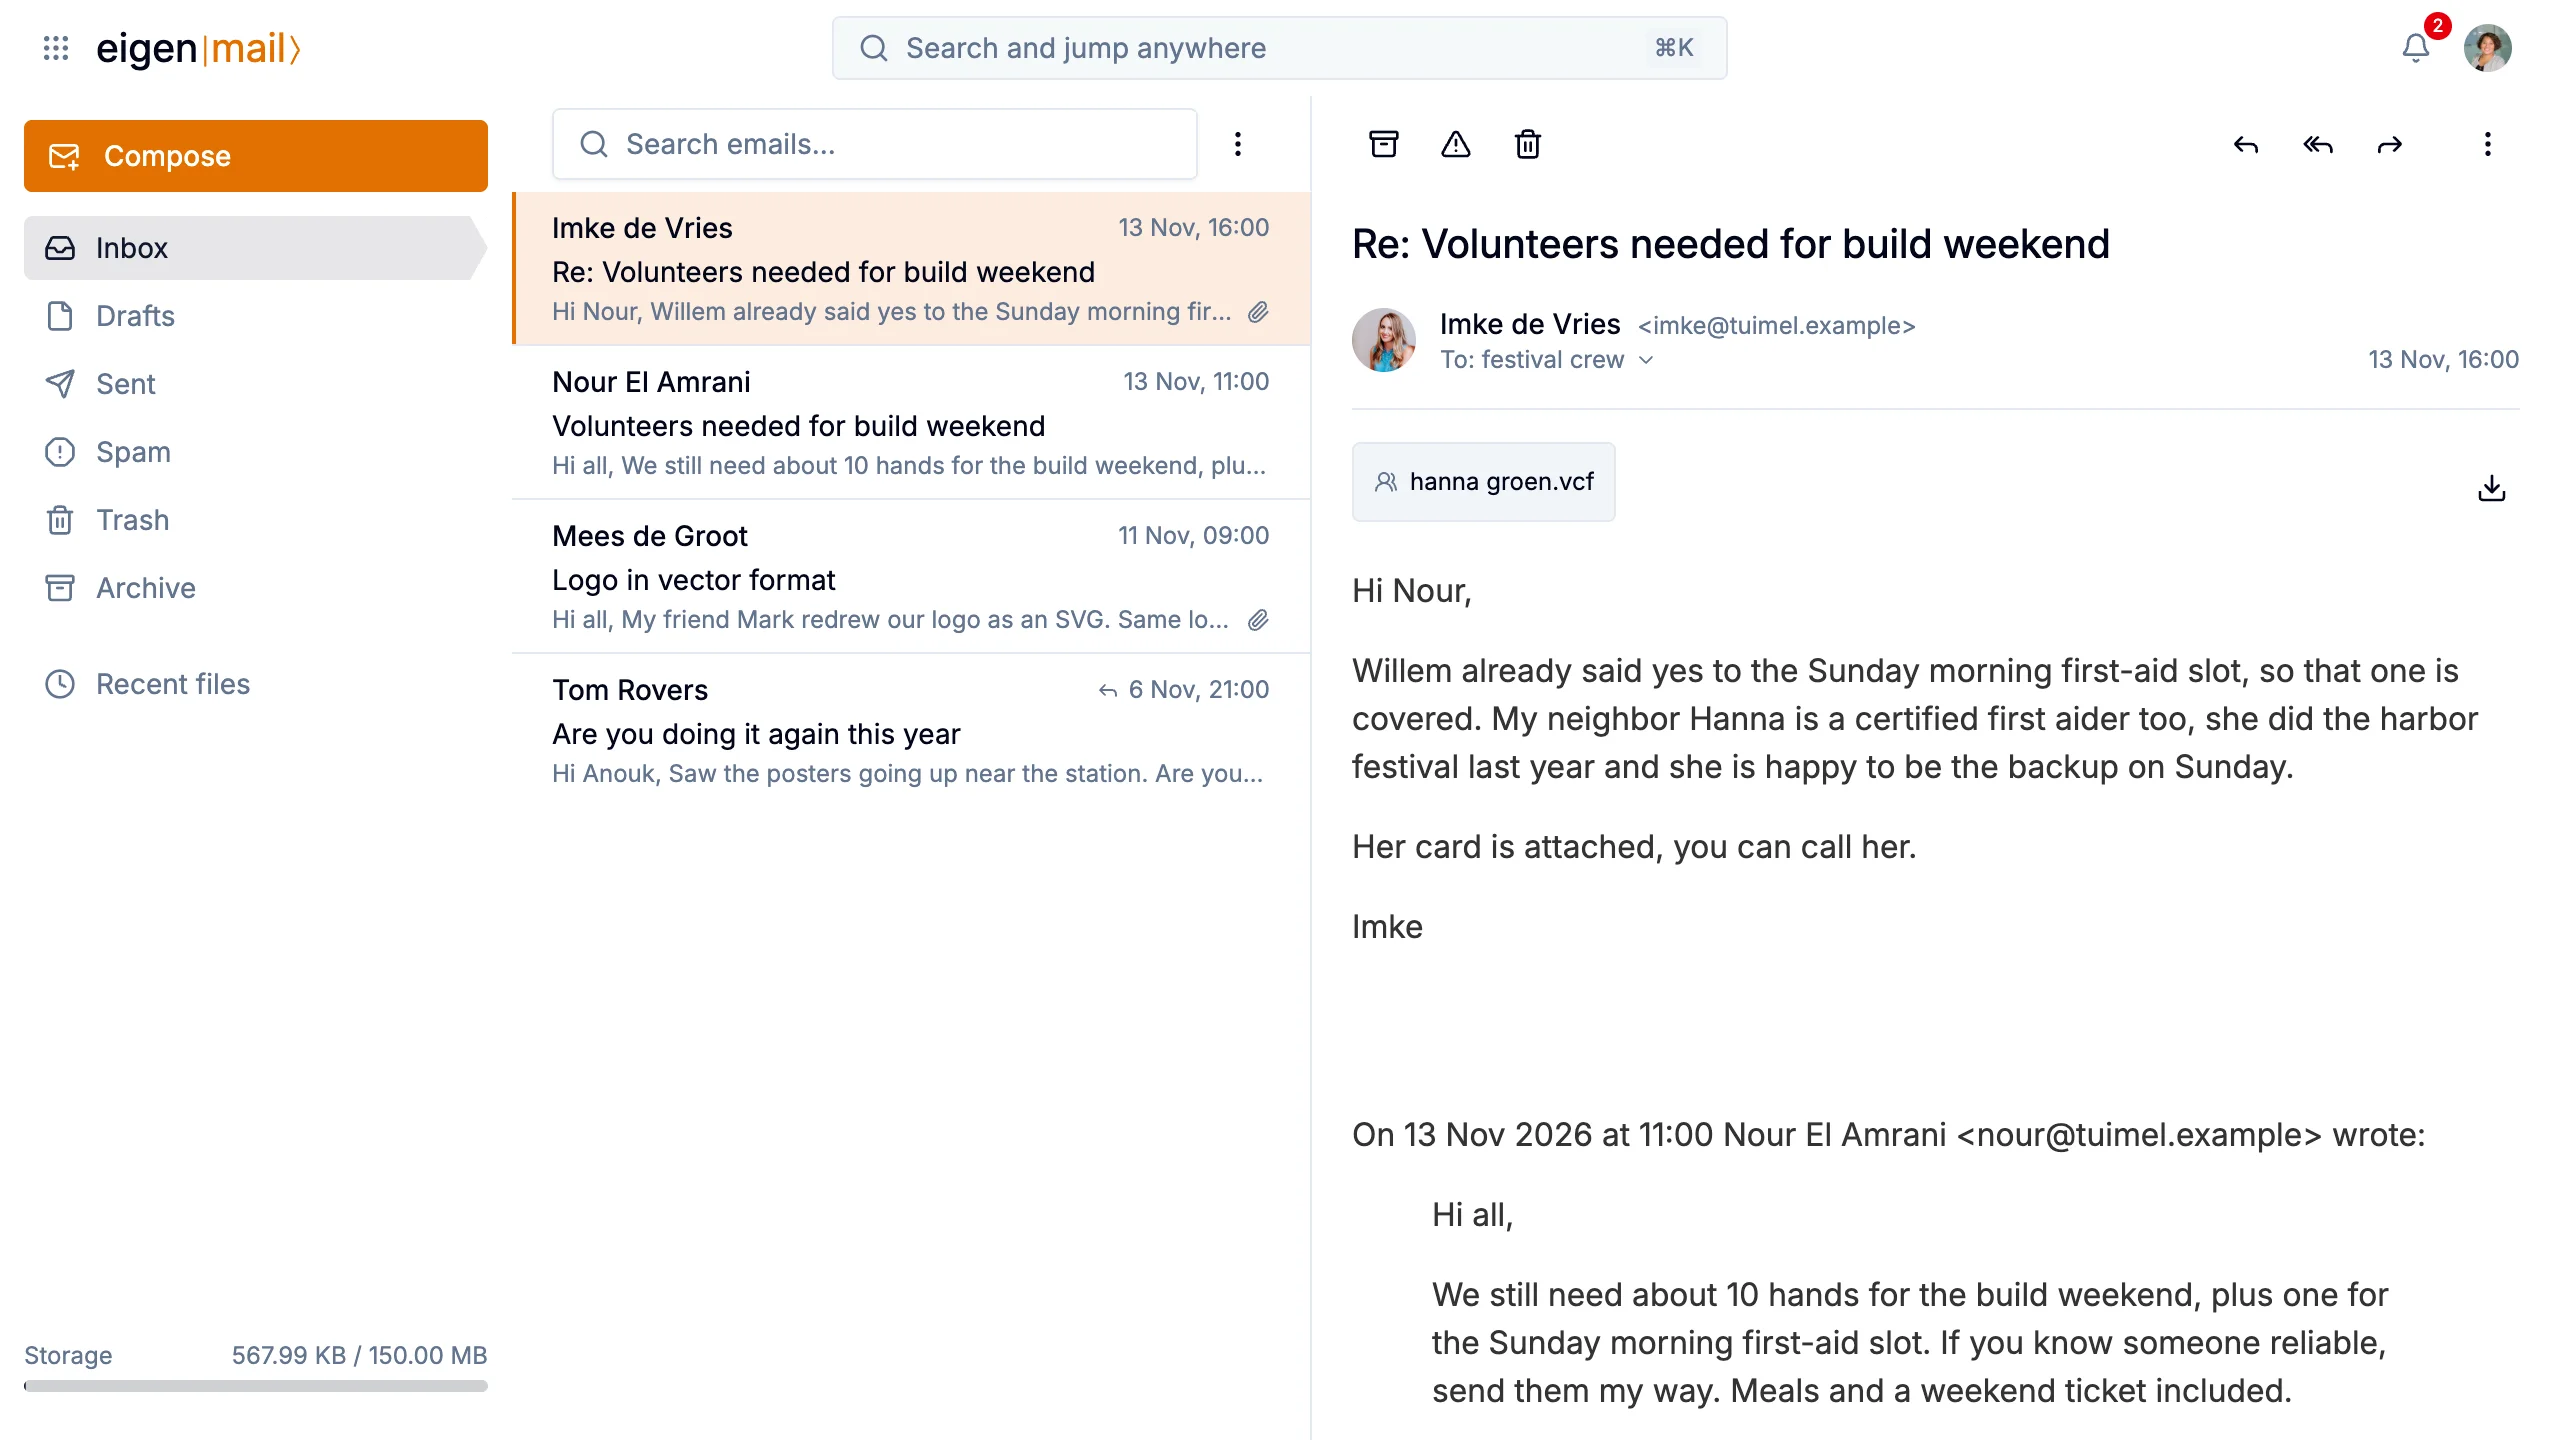 eigen|mail
Search and jump anywhere ⌘K
2
Compose
Inbox
Drafts
Sent
Spam
Trash
Archive
Recent files
Storage 567.99 KB / 150.00 MB
Search emails...
Imke de Vries 13 Nov, 16:00
Re: Volunteers needed for build weekend
Hi Nour, Willem already said yes to the Sunday morning fir...
Nour El Amrani 13 Nov, 11:00
Volunteers needed for build weekend
Hi all, We still need about 10 hands for the build weekend, plu...
Mees de Groot 11 Nov, 09:00
Logo in vector format
Hi all, My friend Mark redrew our logo as an SVG. Same lo...
Tom Rovers 6 Nov, 21:00
Are you doing it again this year
Hi Anouk, Saw the posters going up near the station. Are you...
Re: Volunteers needed for build weekend
Imke de Vries <imke@tuimel.example>
To: festival crew
13 Nov, 16:00
hanna groen.vcf
Hi Nour,
Willem already said yes to the Sunday morning first-aid slot, so that one is
covered. My neighbor Hanna is a certified first aider too, she did the harbor
festival last year and she is happy to be the backup on Sunday.
Her card is attached, you can call her.
Imke
On 13 Nov 2026 at 11:00 Nour El Amrani <nour@tuimel.example> wrote:
Hi all,
We still need about 10 hands for the build weekend, plus one for
the Sunday morning first-aid slot. If you know someone reliable,
send them my way. Meals and a weekend ticket included.